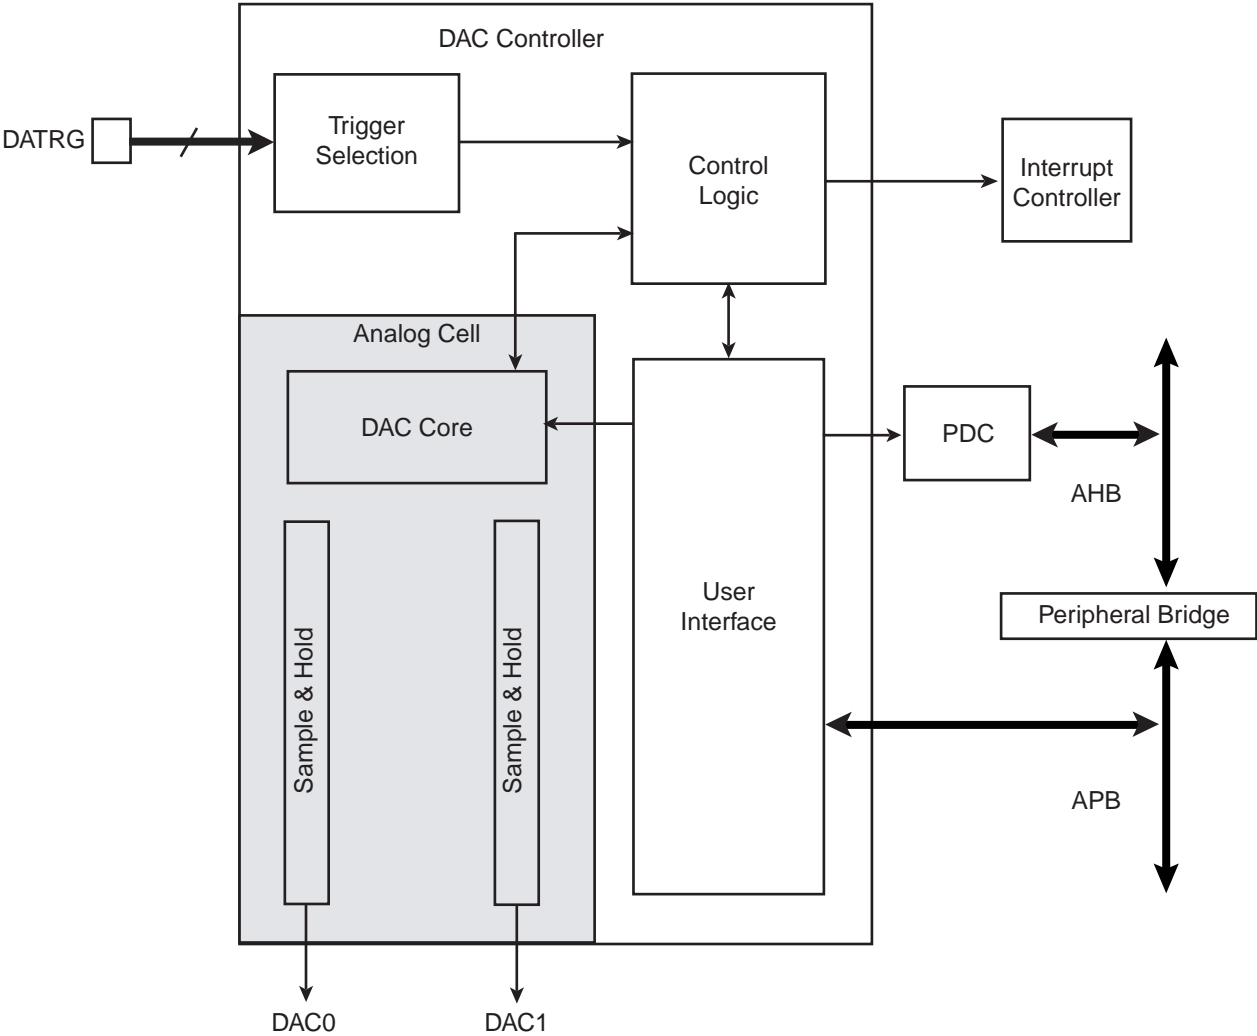 DAC Controller
DATRG
Trigger
Selection
Control
Logic
Interrupt
Controller
Analog Cell
DAC Core
PDC
AHB
User
Interface
Peripheral Bridge
Sample & Hold
Sample & Hold
APB
DAC0
DAC1